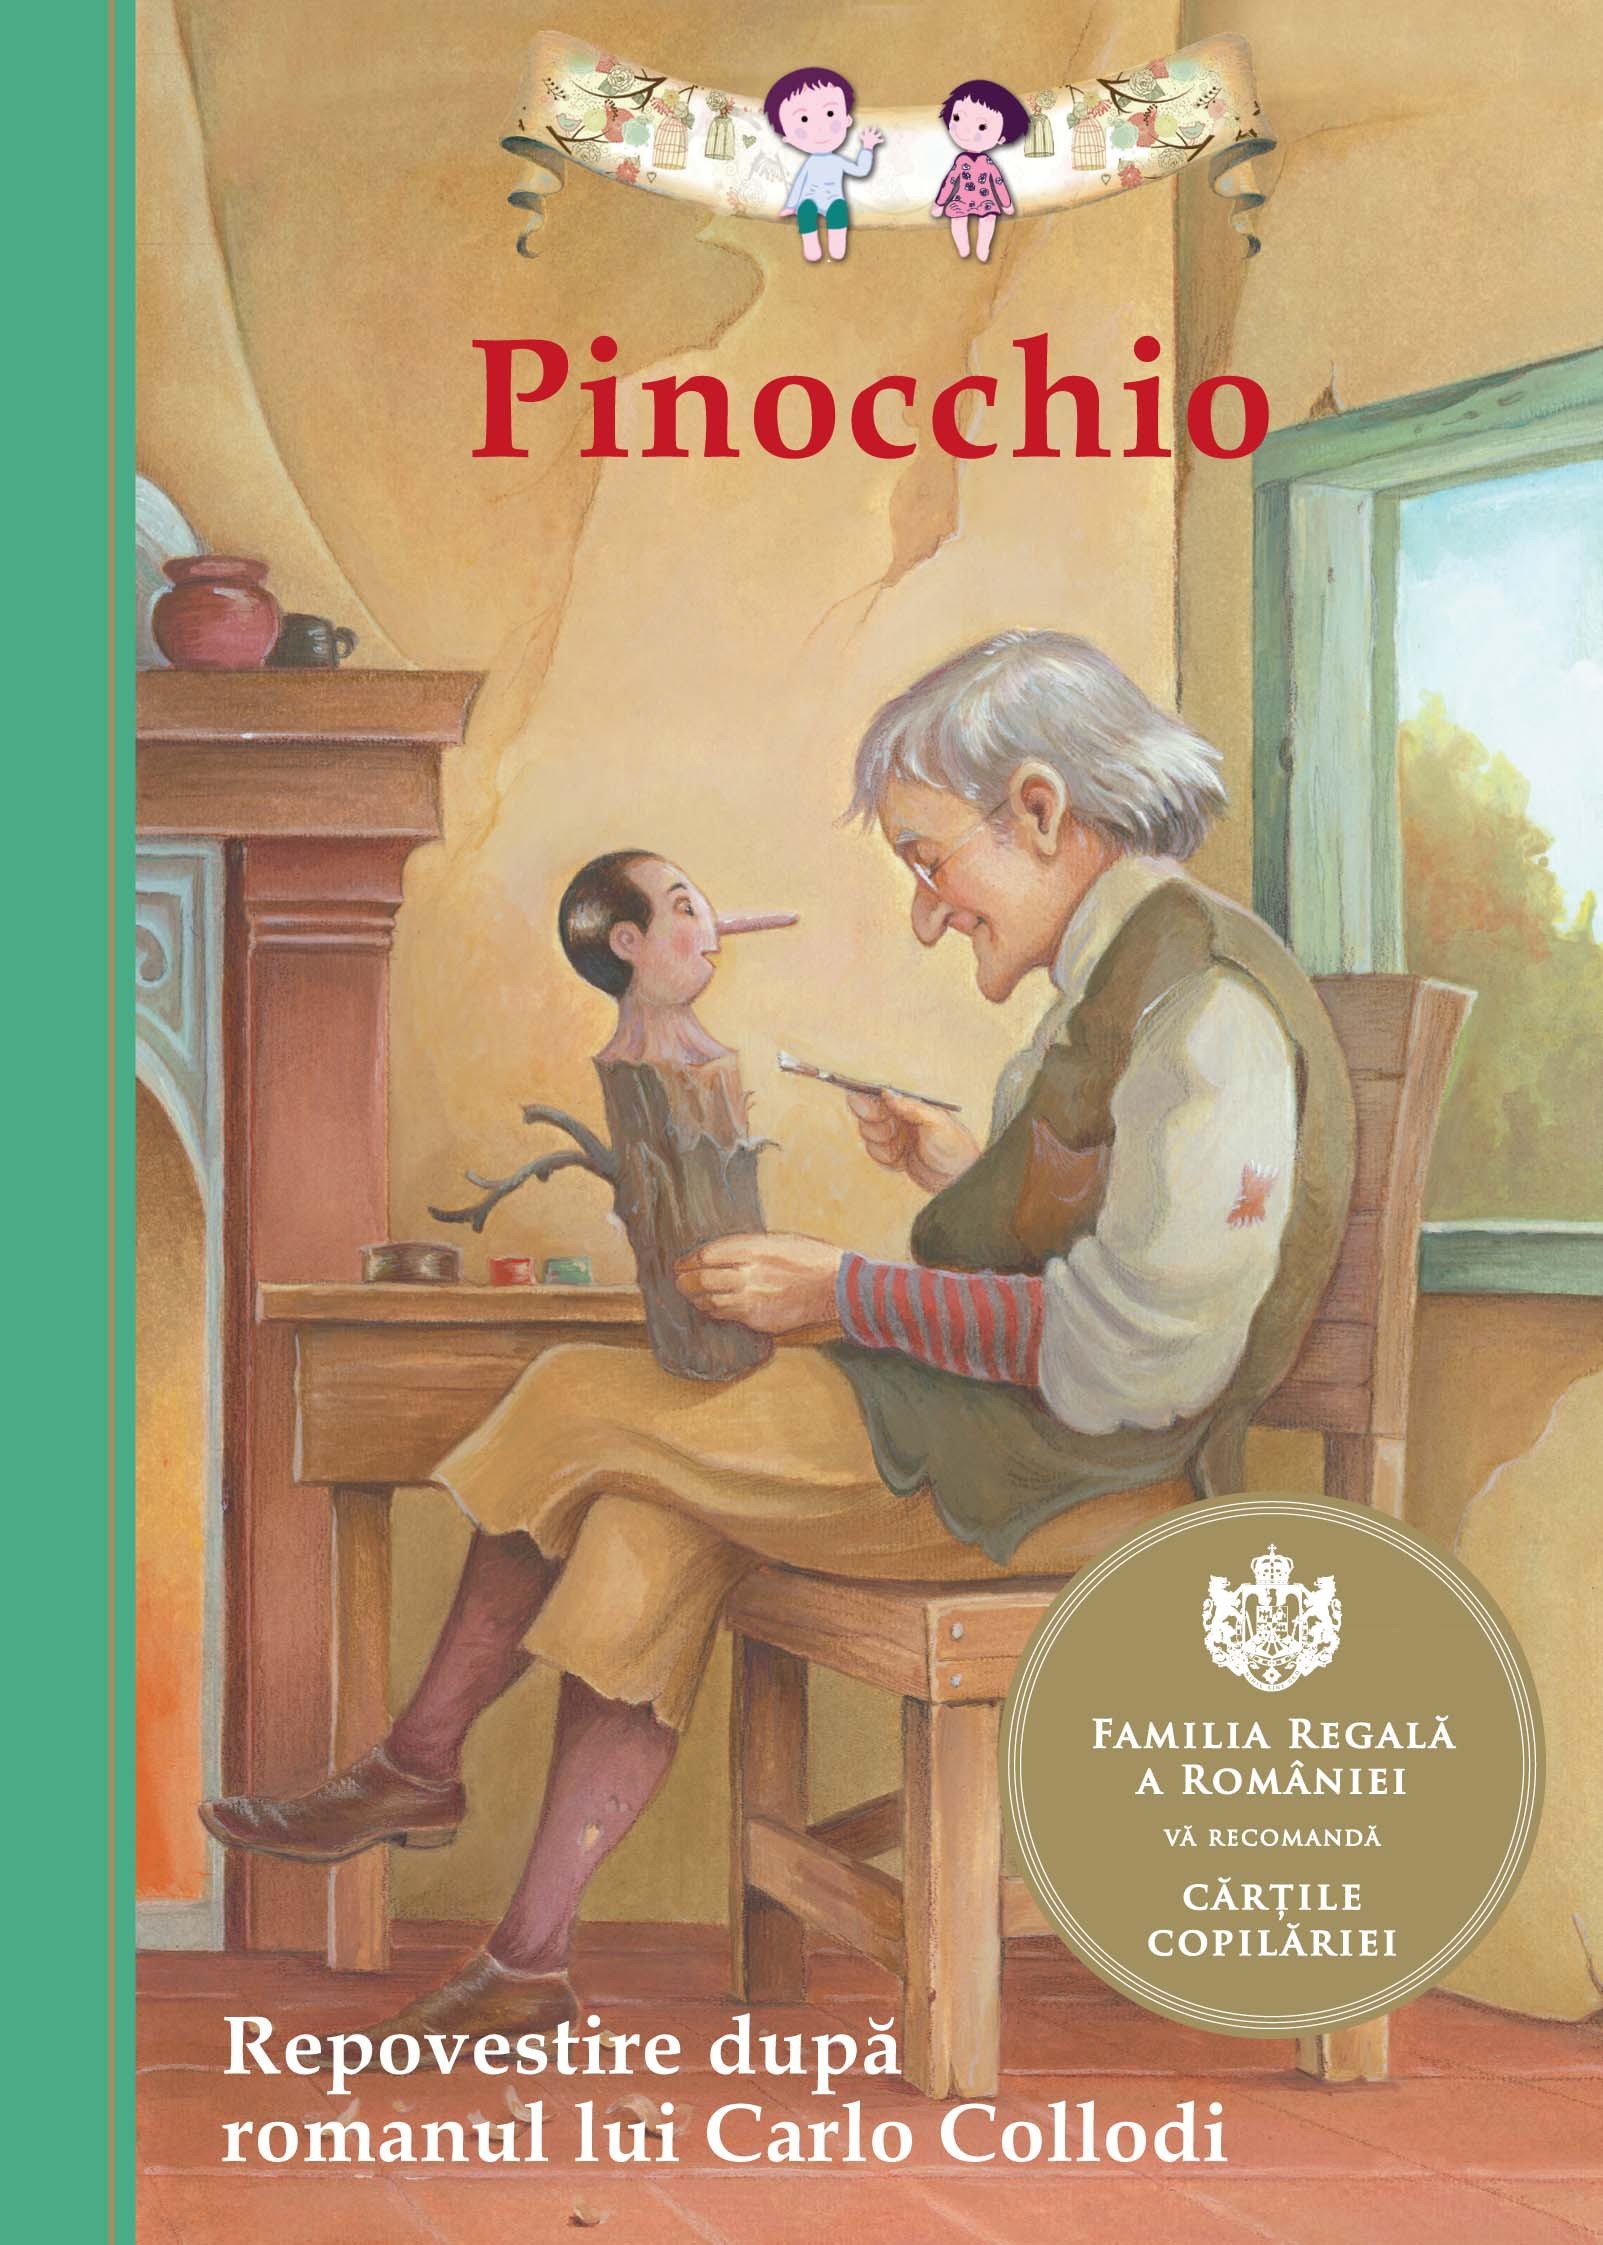 Pinocchio
FAMILIA REGALĂ
A ROMÂNIEI
VĂ RECOMANDĂ
CĂRȚILE
COPILĂRIEI
Repovestire după
romanul lui Carlo Collodi